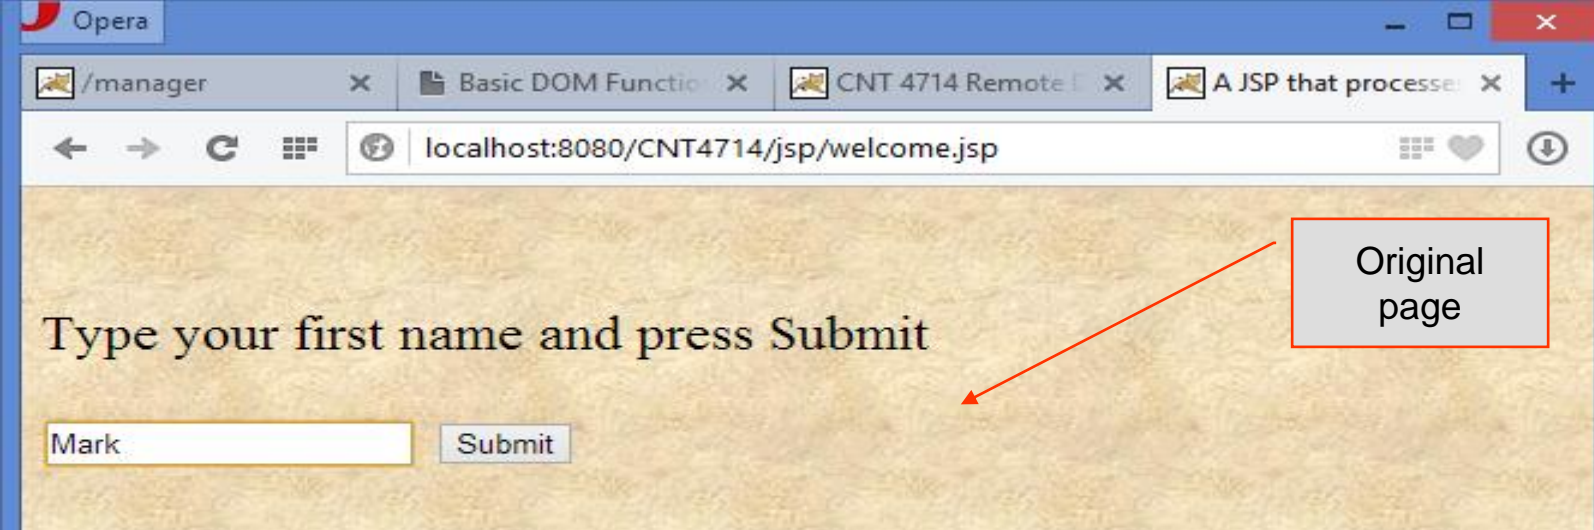 Opera
/manager
Basic DOM Functio
CNT 4714 Remote
A JSP that processe
localhost:8080/CNT4714/jsp/welcome.jsp
Original
page
Type your first name and press Submit
Mark Submit